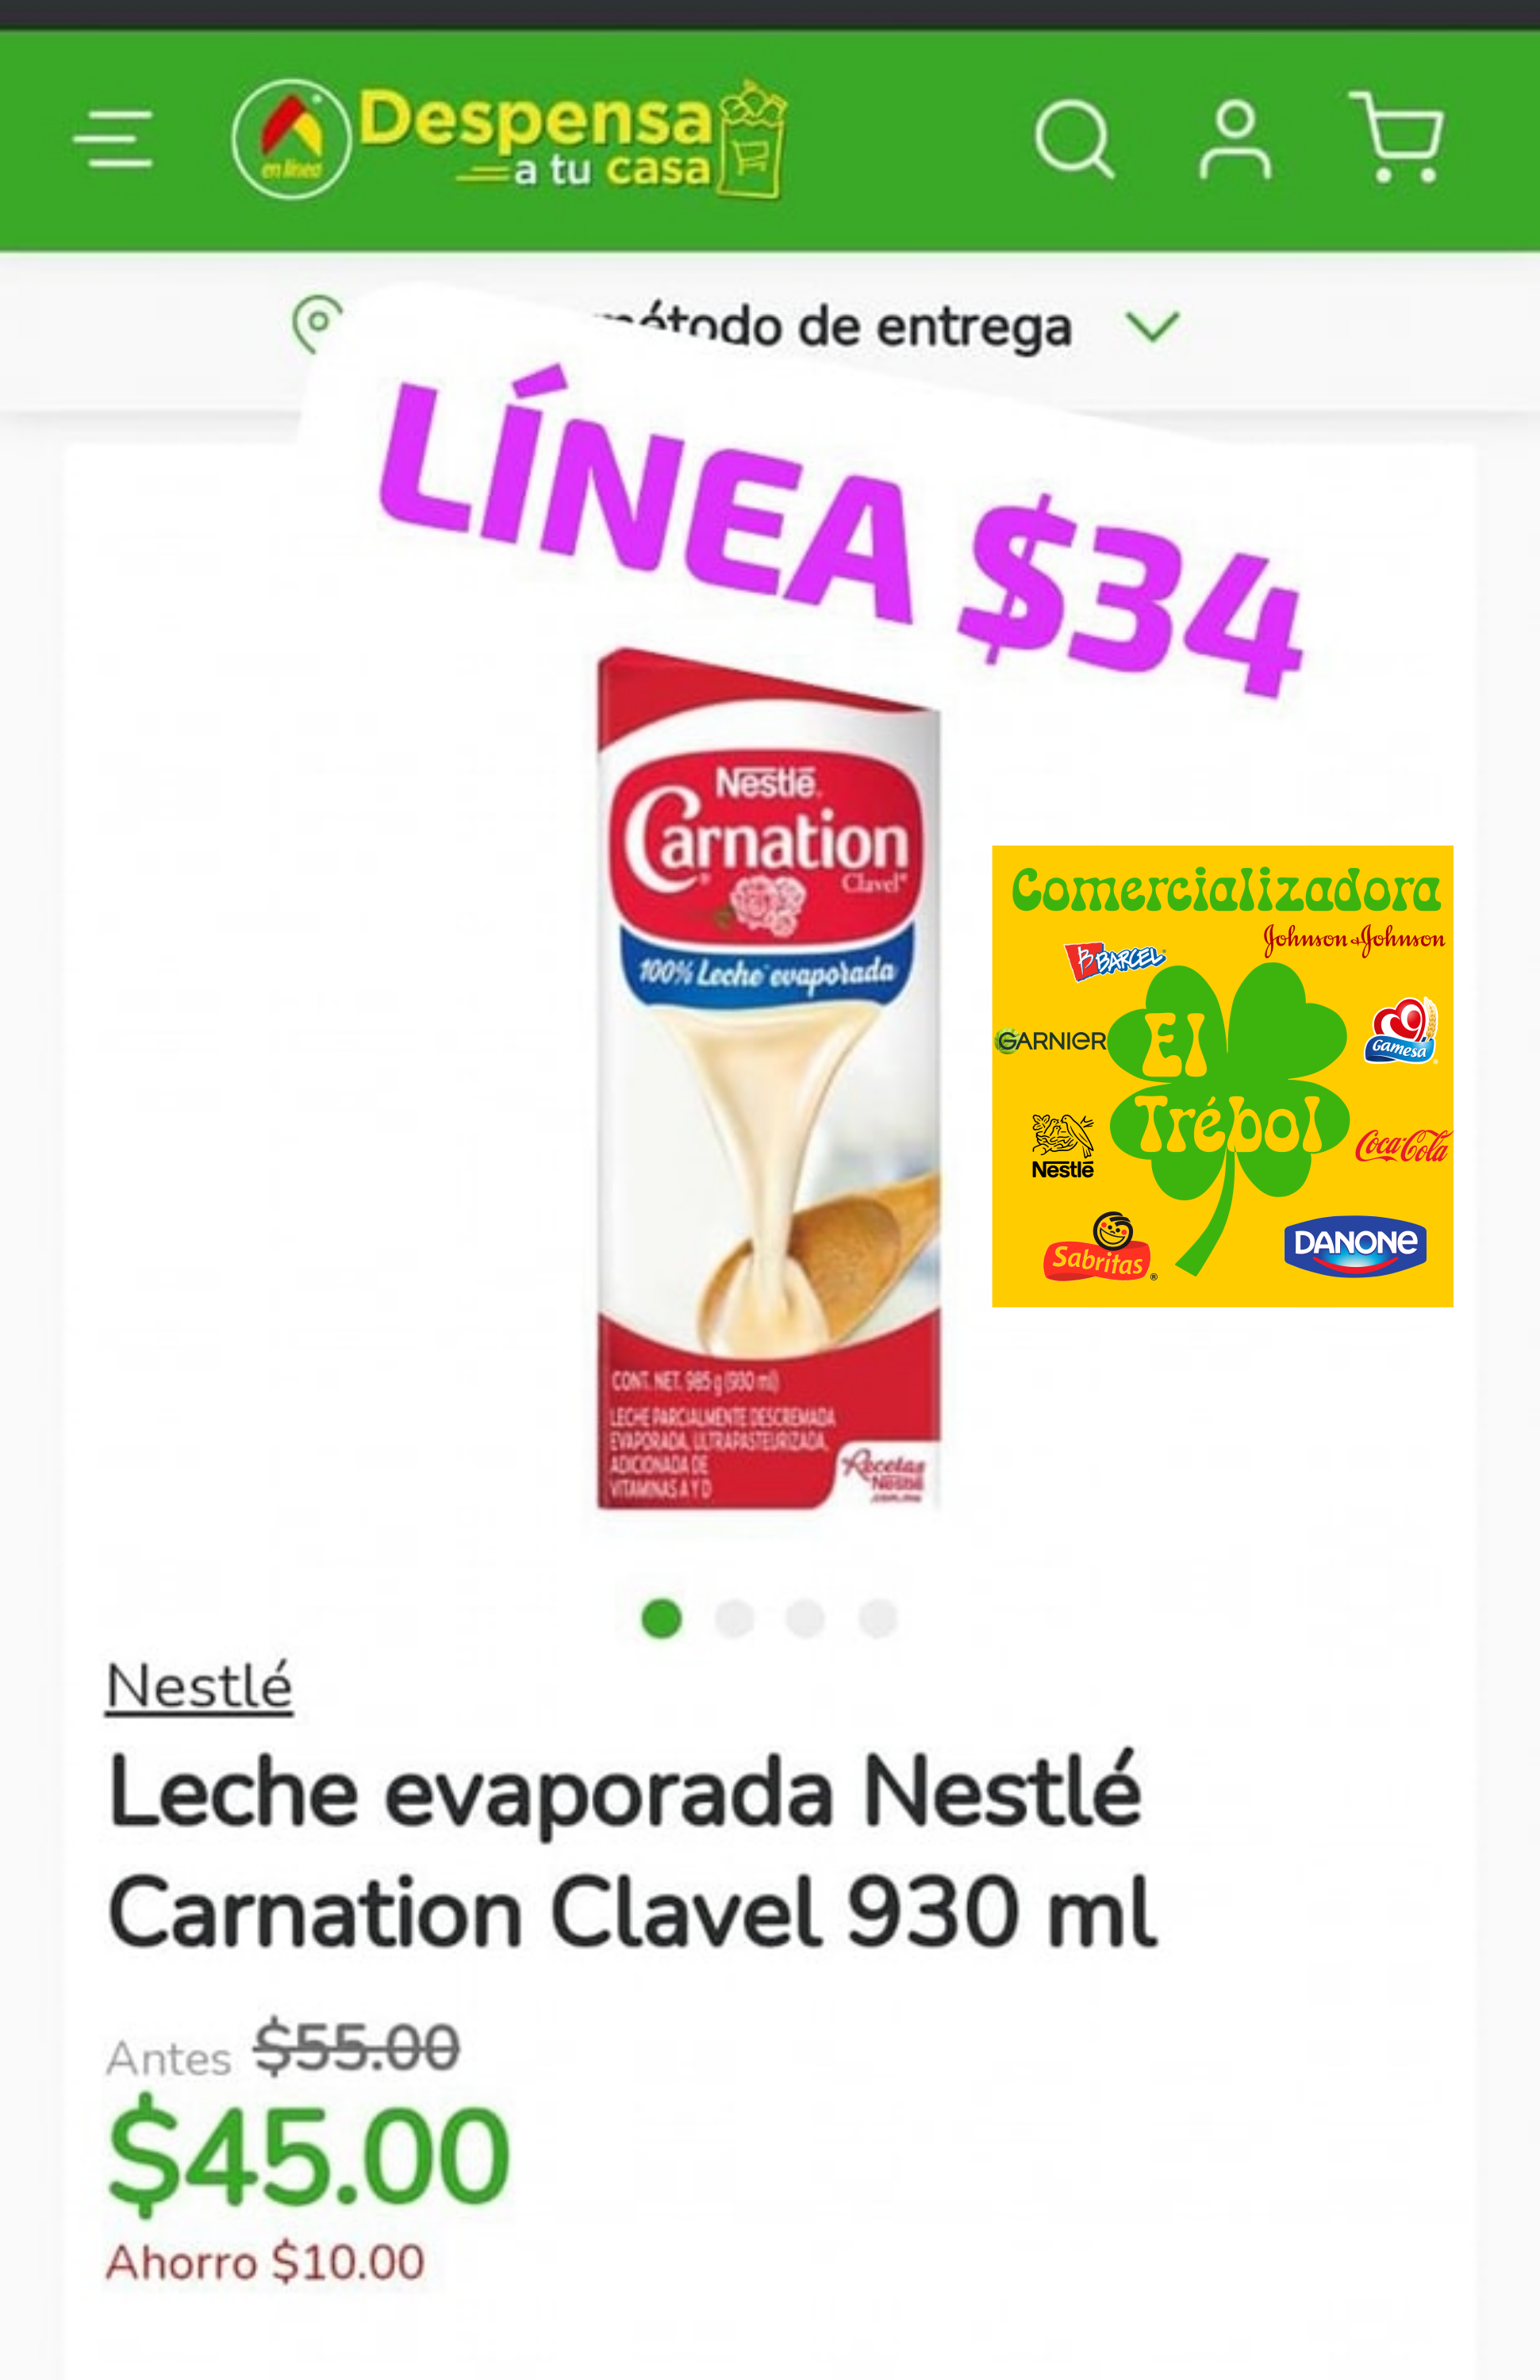 en línea
Despensa
a tu casa
método de entrega
LÍNEA $34
Nestlé
Carnation
Clavel
100% Leche evaporada
CONT. NET. 985 g (930 ml)
LECHE PARCIALMENTE DESCREMADA
EVAPORADA, ULTRAPASTEURIZADA,
ADICIONADA DE
VITAMINAS A Y D
Recetas
Nestlé
.com.mx
Comercializadora
Johnson & Johnson
BARCEL
El
GARNIER
Gamesa
Trébol
Nestlé
Coca-Cola
Sabritas
DANONE
Nestlé
Leche evaporada Nestlé
Carnation Clavel 930 ml
Antes $55.00
$45.00
Ahorro $10.00